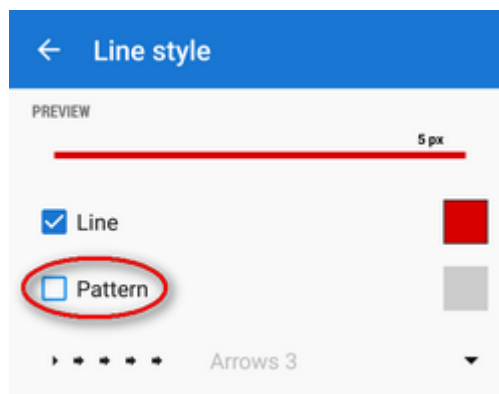 Line style
PREVIEW
5 px
Line
Pattern
Arrows 3